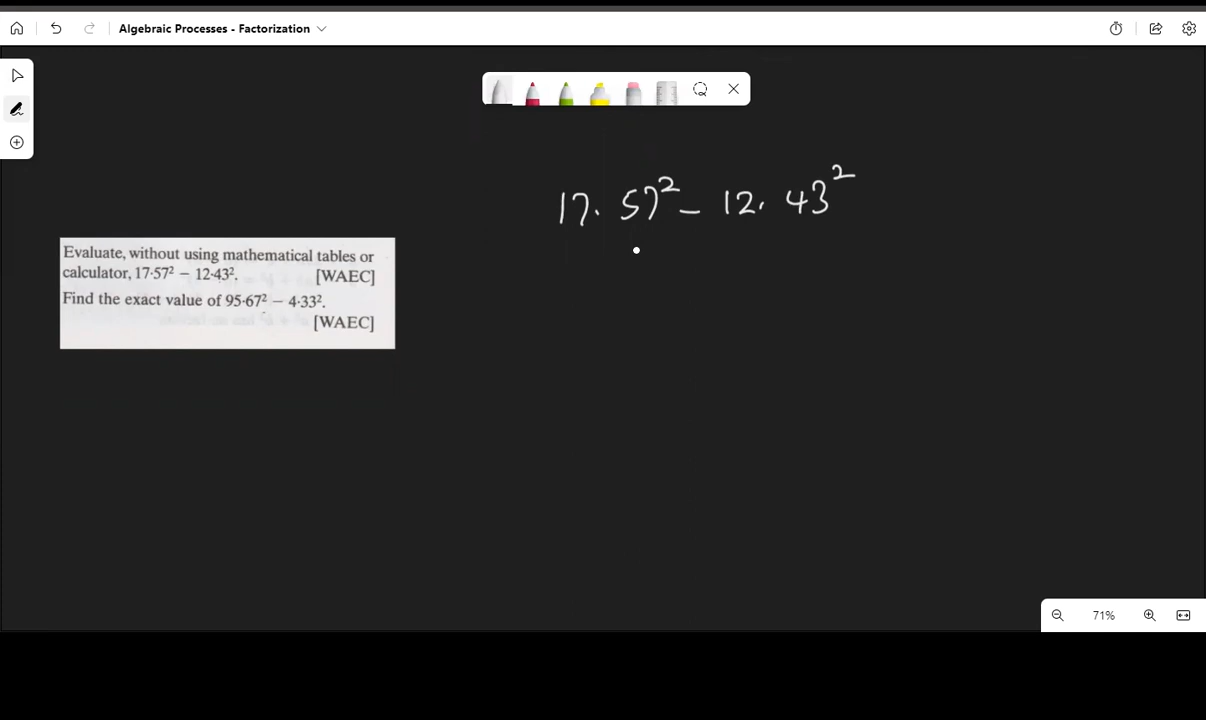 Algebraic Processes - Factorization
17. 57² - 12. 43²
Evaluate, without using mathematical tables or
calculator, 17·57² − 12·43². [WAEC]
Find the exact value of 95·67² − 4·33².
[WAEC]
71%